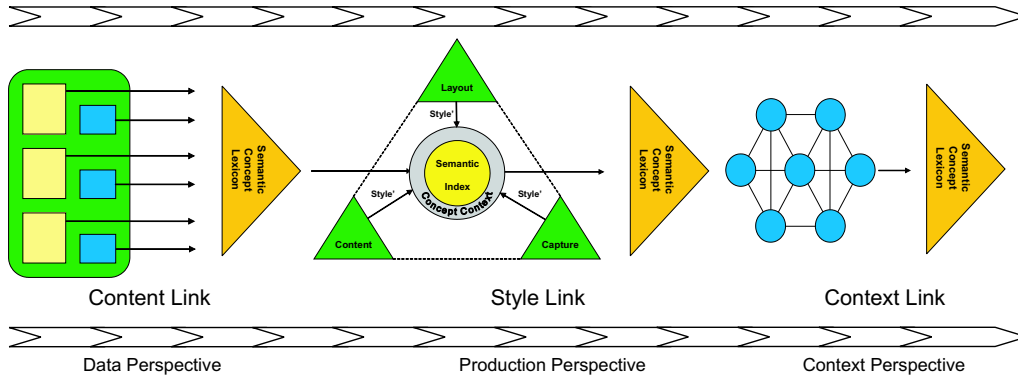 Layout
Style'
Semantic
Index
Concept Context
Style'
Style'
Content
Capture
Semantic
Concept
Lexicon
Semantic
Concept
Lexicon
Semantic
Concept
Lexicon
Content Link
Style Link
Context Link
Data Perspective
Production Perspective
Context Perspective